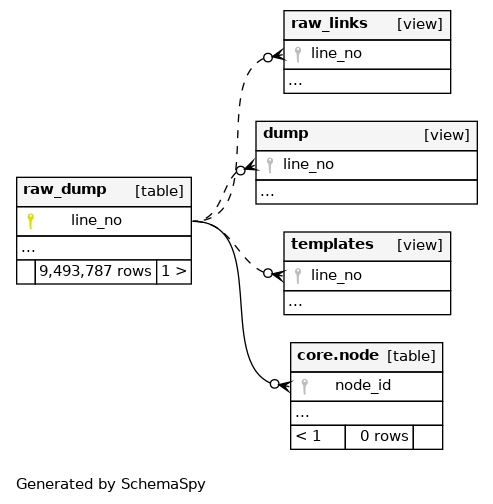 raw_links [view]
line_no
...
dump [view]
line_no
...
raw_dump [table]
line_no
...
9,493,787 rows 1 >
templates [view]
line_no
...
core.node [table]
node_id
...
< 1 0 rows
Generated by SchemaSpy